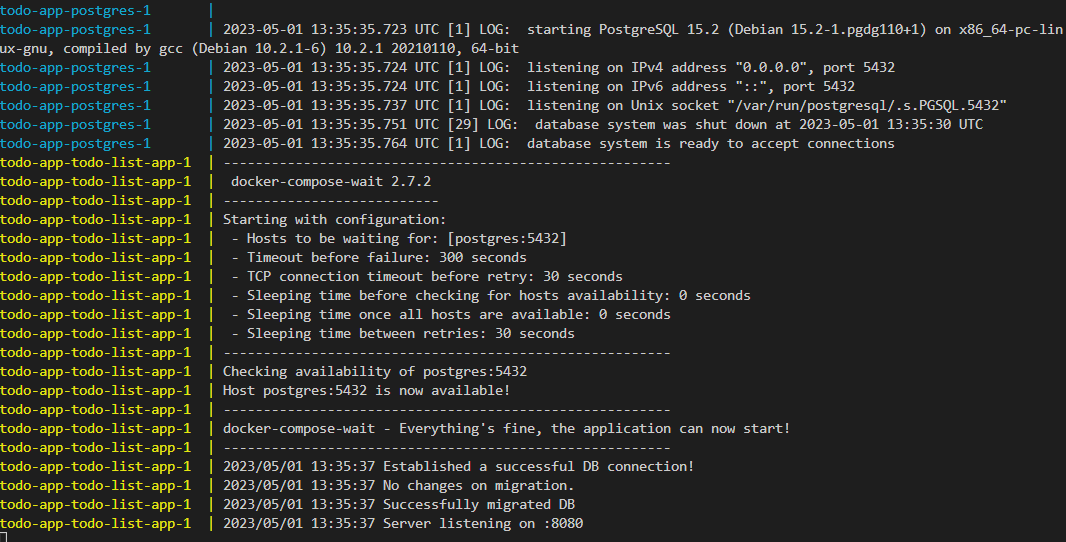 todo-app-postgres-1       |
todo-app-postgres-1       | 2023-05-01 13:35:35.723 UTC [1] LOG:  starting PostgreSQL 15.2 (Debian 15.2-1.pgdg110+1) on x86_64-pc-lin
ux-gnu, compiled by gcc (Debian 10.2.1-6) 10.2.1 20210110, 64-bit
todo-app-postgres-1       | 2023-05-01 13:35:35.724 UTC [1] LOG:  listening on IPv4 address "0.0.0.0", port 5432
todo-app-postgres-1       | 2023-05-01 13:35:35.724 UTC [1] LOG:  listening on IPv6 address "::", port 5432
todo-app-postgres-1       | 2023-05-01 13:35:35.737 UTC [1] LOG:  listening on Unix socket "/var/run/postgresql/.s.PGSQL.5432"
todo-app-postgres-1       | 2023-05-01 13:35:35.751 UTC [29] LOG:  database system was shut down at 2023-05-01 13:35:30 UTC
todo-app-postgres-1       | 2023-05-01 13:35:35.764 UTC [1] LOG:  database system is ready to accept connections
todo-app-todo-list-app-1  | --------------------------------------------------------
todo-app-todo-list-app-1  |  docker-compose-wait 2.7.2
todo-app-todo-list-app-1  | ---------------------------
todo-app-todo-list-app-1  | Starting with configuration:
todo-app-todo-list-app-1  |  - Hosts to be waiting for: [postgres:5432]
todo-app-todo-list-app-1  |  - Timeout before failure: 300 seconds
todo-app-todo-list-app-1  |  - TCP connection timeout before retry: 30 seconds
todo-app-todo-list-app-1  |  - Sleeping time before checking for hosts availability: 0 seconds
todo-app-todo-list-app-1  |  - Sleeping time once all hosts are available: 0 seconds
todo-app-todo-list-app-1  |  - Sleeping time between retries: 30 seconds
todo-app-todo-list-app-1  | --------------------------------------------------------
todo-app-todo-list-app-1  | Checking availability of postgres:5432
todo-app-todo-list-app-1  | Host postgres:5432 is now available!
todo-app-todo-list-app-1  | --------------------------------------------------------
todo-app-todo-list-app-1  | docker-compose-wait - Everything's fine, the application can now start!
todo-app-todo-list-app-1  | --------------------------------------------------------
todo-app-todo-list-app-1  | 2023/05/01 13:35:37 Established a successful DB connection!
todo-app-todo-list-app-1  | 2023/05/01 13:35:37 No changes on migration.
todo-app-todo-list-app-1  | 2023/05/01 13:35:37 Successfully migrated DB
todo-app-todo-list-app-1  | 2023/05/01 13:35:37 Server listening on :8080